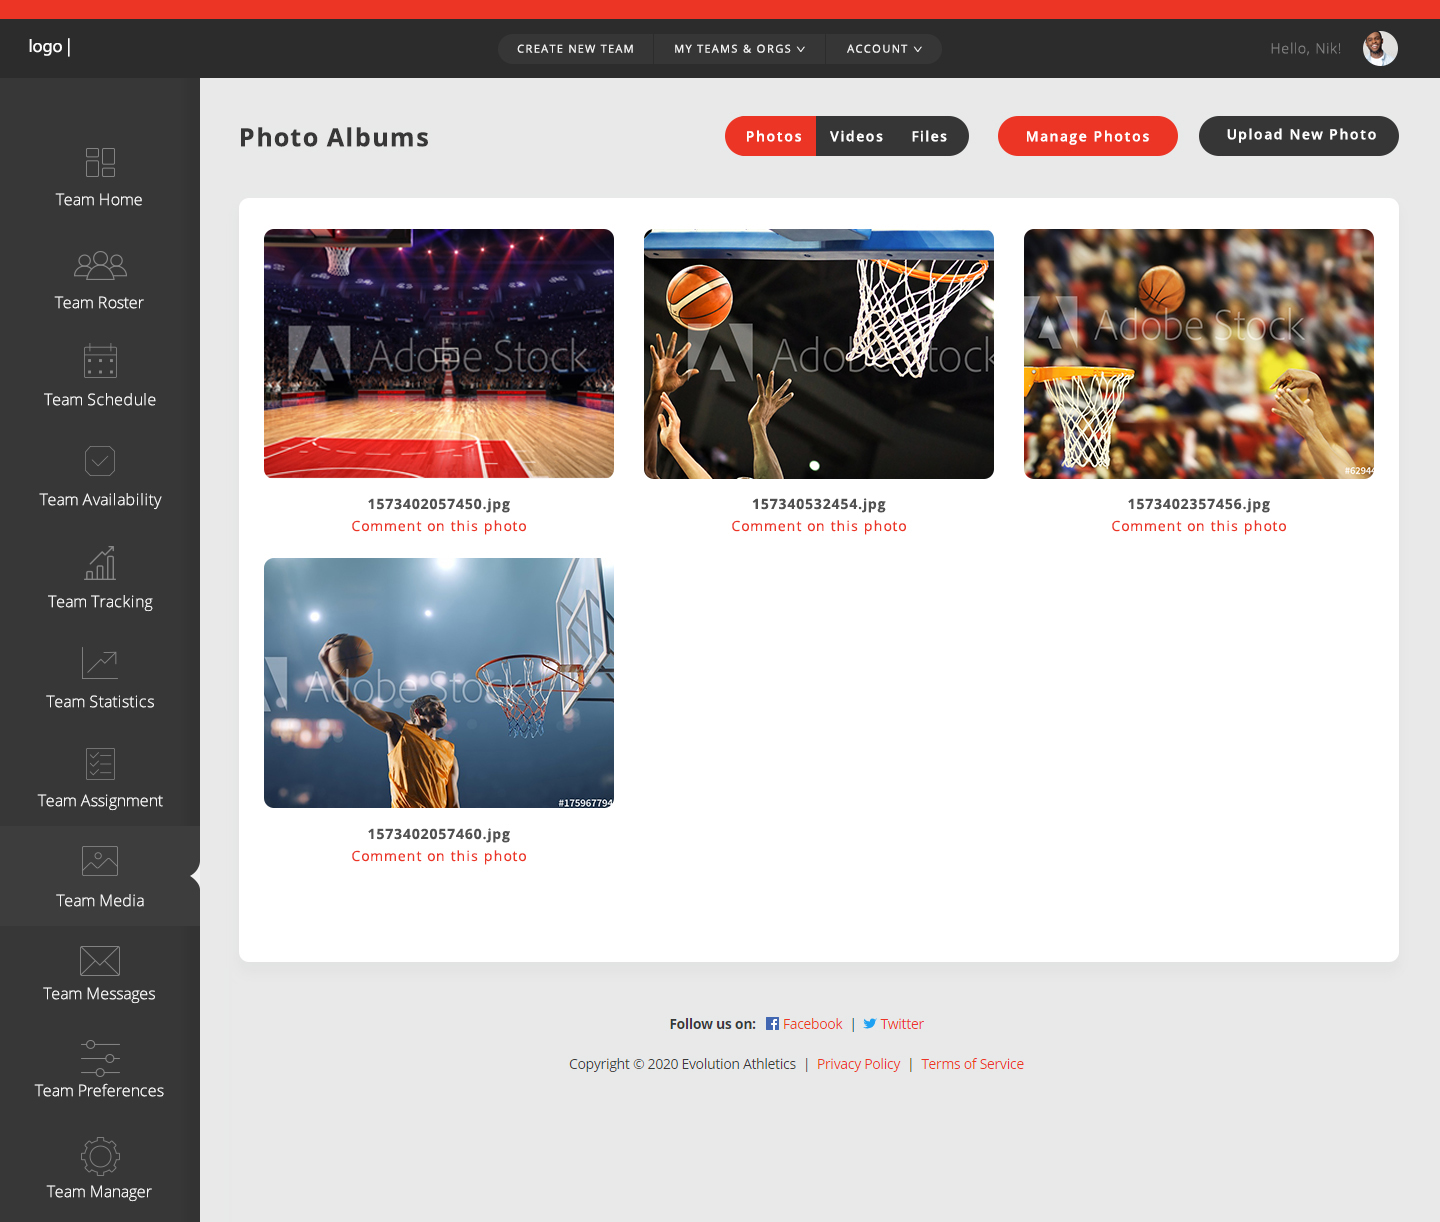 logo |
CREATE NEW TEAM
MY TEAMS & ORGS
ACCOUNT
Hello, Nik!
Team Home
Team Roster
Team Schedule
Team Availability
Team Tracking
Team Statistics
Team Assignment
Team Media
Team Messages
Team Preferences
Team Manager
Photo Albums
Photos
Videos
Files
Manage Photos
Upload New Photo
Adobe Stock
1573402057450.jpg
Comment on this photo
Adobe Stock
157340532454.jpg
Comment on this photo
Adobe Stock
#62944
1573402357456.jpg
Comment on this photo
Adobe Stock
#175967794
1573402057460.jpg
Comment on this photo
Follow us on: Facebook | Twitter
Copyright © 2020 Evolution Athletics | Privacy Policy | Terms of Service